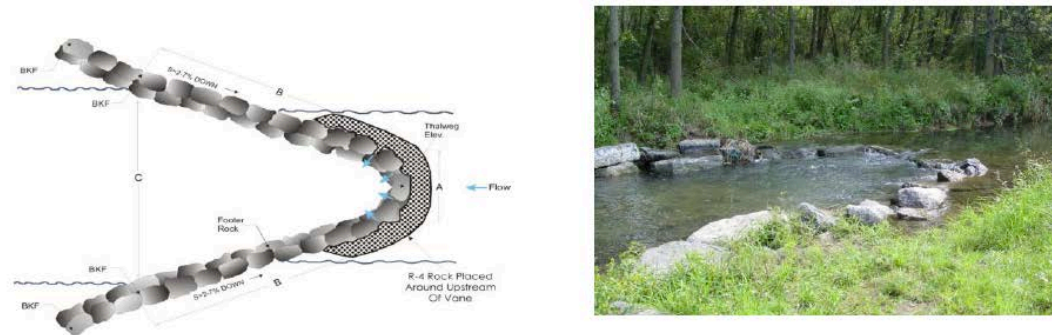 BKF
S=2-7% DOWN
B
BKF
Thalweg
Elev.
C
A
Flow
Footer
Rock
BKF
S=2-7% DOWN
B
BKF
R-4 Rock Placed
Around Upstream
Of Vane